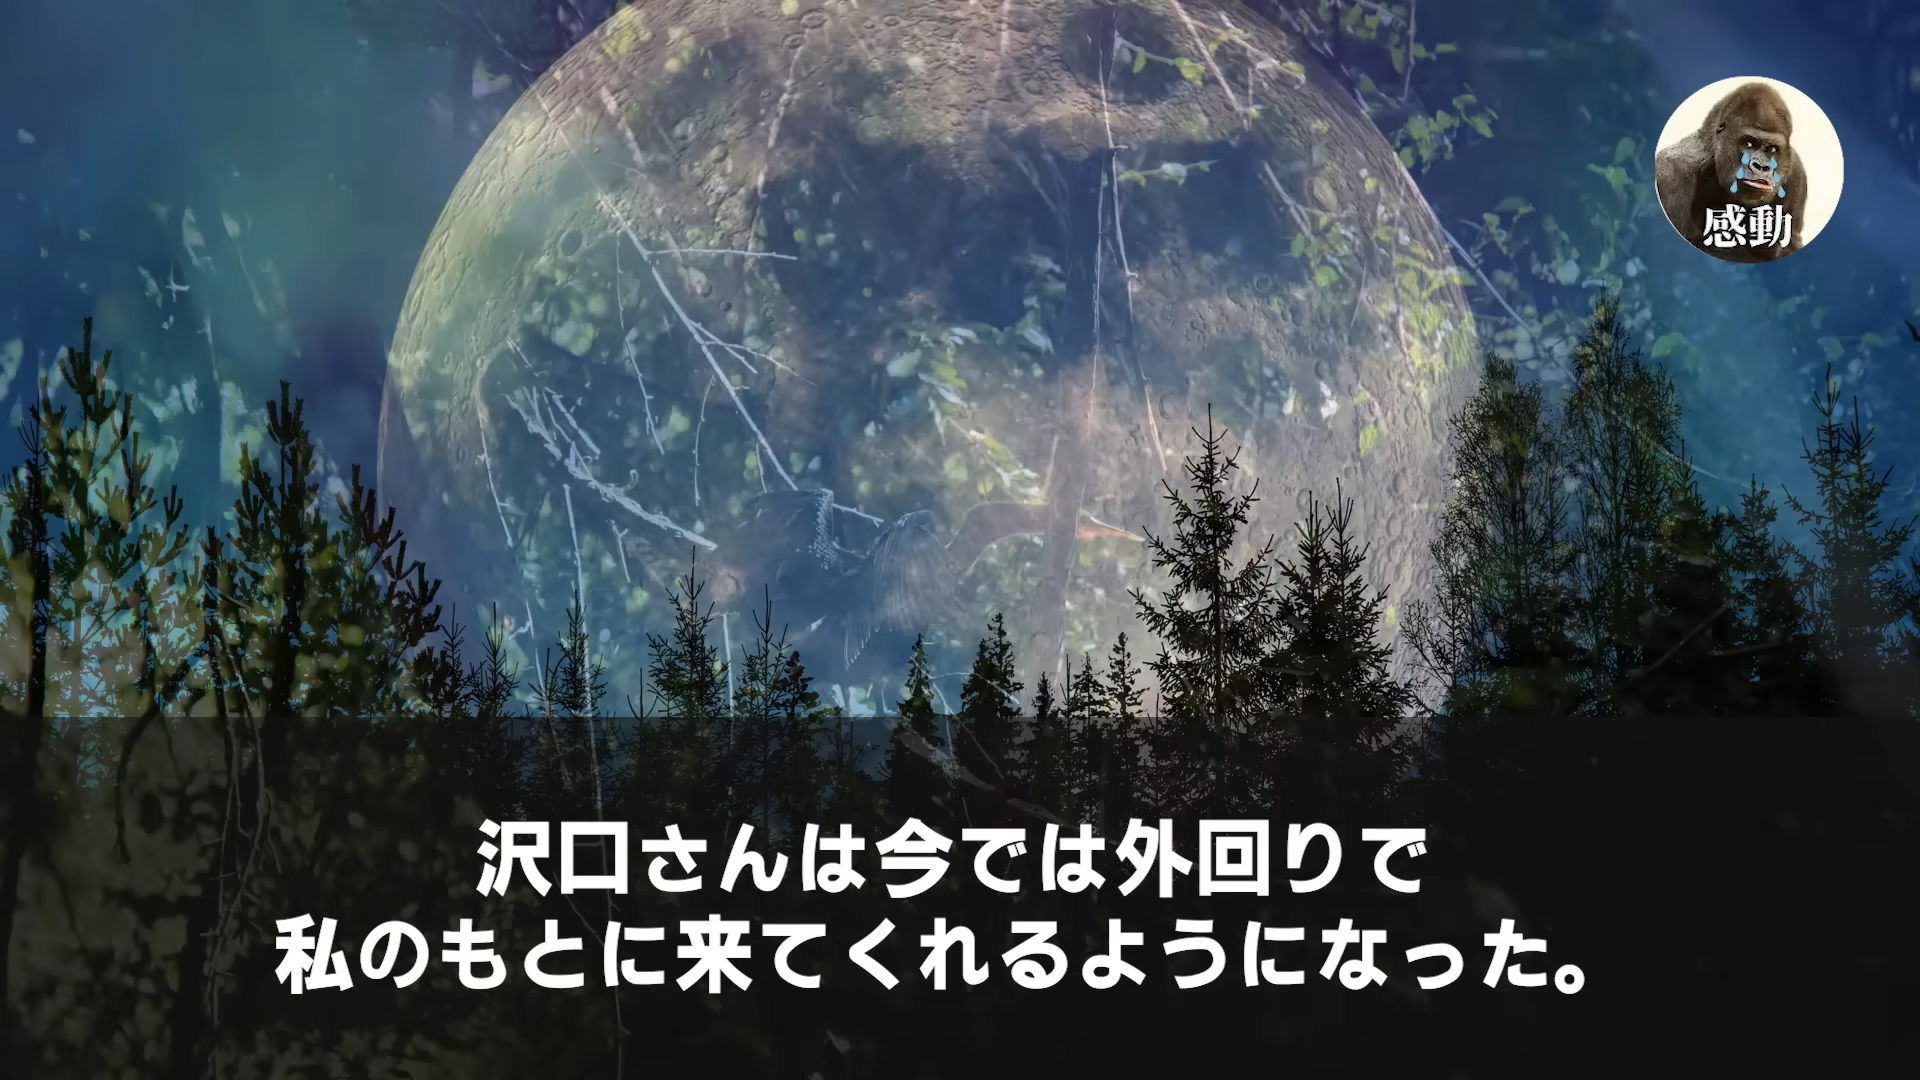 感動
沢口さんは今では外回りで
私のもとに来てくれるようになった。